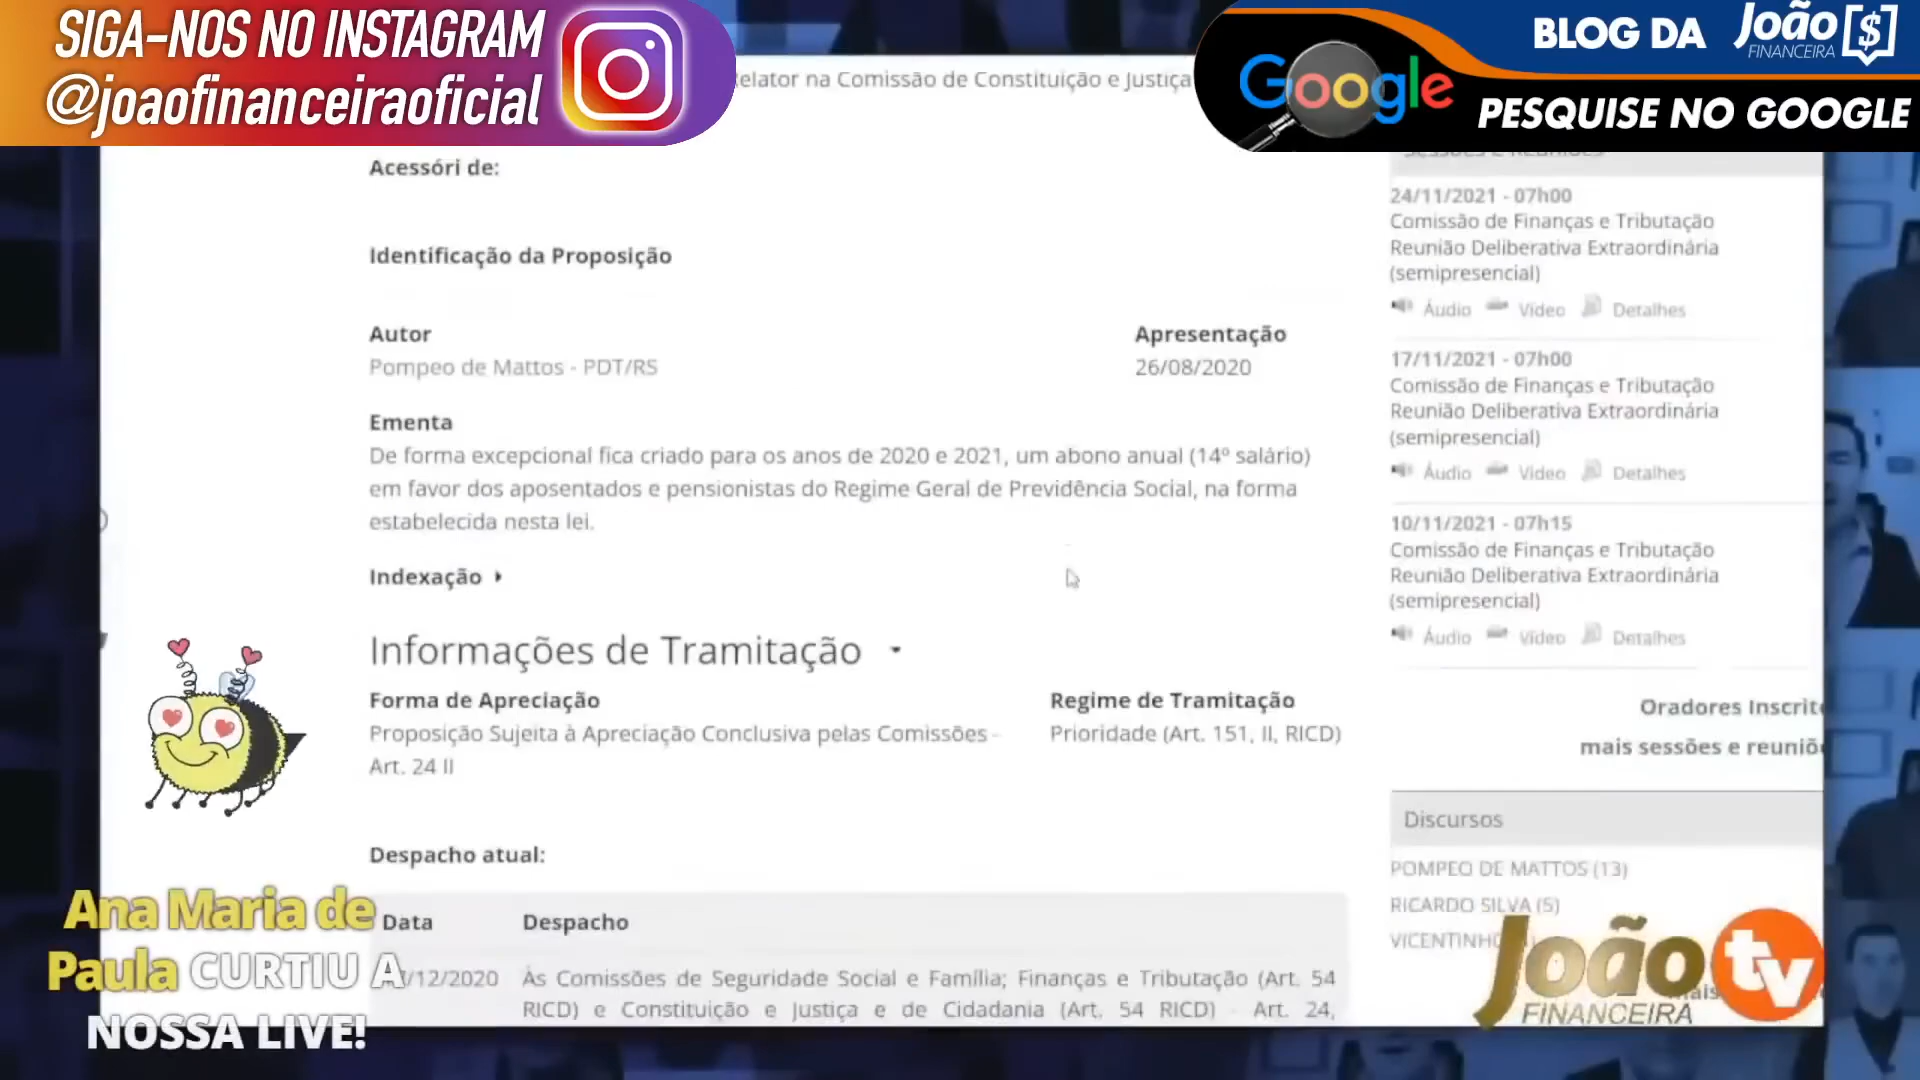 SIGA-NOS NO INSTAGRAM
@joaofinanceiraoficial
BLOG DA João FINANCEIRA
Google
PESQUISE NO GOOGLE
elator na Comissão de Constituição e Justiça
Acessóri de:
Identificação da Proposição
Autor
Pompeo de Mattos - PDT/RS
Apresentação
26/08/2020
Ementa
De forma excepcional fica criado para os anos de 2020 e 2021, um abono anual (14º salário)
em favor dos aposentados e pensionistas do Regime Geral de Previdência Social, na forma
estabelecida nesta lei.
Indexação
Informações de Tramitação
Forma de Apreciação
Proposição Sujeita à Apreciação Conclusiva pelas Comissões -
Art. 24 II
Regime de Tramitação
Prioridade (Art. 151, II, RICD)
Despacho atual:
Data Despacho
/12/2020 Às Comissões de Seguridade Social e Família; Finanças e Tributação (Art. 54
RICD) e Constituição e Justiça e de Cidadania (Art. 54 RICD) - Art. 24,
24/11/2021 - 07h00
Comissão de Finanças e Tributação
Reunião Deliberativa Extraordinária
(semipresencial)
Áudio Vídeo Detalhes
17/11/2021 - 07h00
Comissão de Finanças e Tributação
Reunião Deliberativa Extraordinária
(semipresencial)
Áudio Vídeo Detalhes
10/11/2021 - 07h15
Comissão de Finanças e Tributação
Reunião Deliberativa Extraordinária
(semipresencial)
Áudio Vídeo Detalhes
Oradores Inscrit
mais sessões e reuniõ
Discursos
POMPEO DE MATTOS (13)
RICARDO SILVA (5)
VICENTINH
mais
Ana Maria de
Paula CURTIU A
NOSSA LIVE!
João tv
FINANCEIRA